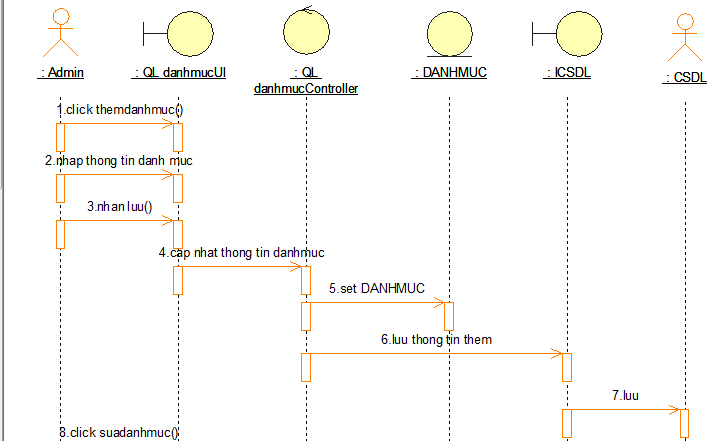 : Admin
: QL danhmucUI
: QL
danhmucController
: DANHMUC
: ICSDL
: CSDL
1.click themdanhmuc()
2.nhap thong tin danh muc
3.nhan luu()
4.cap nhat thong tin danhmuc
5.set DANHMUC
6.luu thong tin them
7.luu
8.click suadanhmuc()